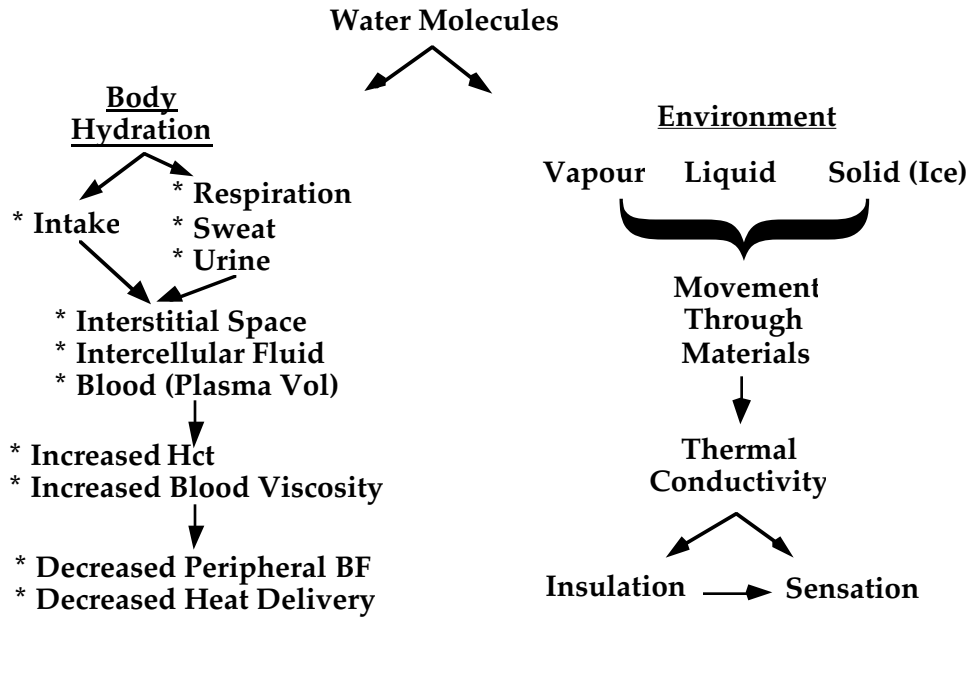 Water Molecules
Body
Hydration
* Intake
* Respiration
* Sweat
* Urine
* Interstitial Space
* Intercellular Fluid
* Blood (Plasma Vol)
* Increased Hct
* Increased Blood Viscosity
* Decreased Peripheral BF
* Decreased Heat Delivery
Environment
Vapour Liquid Solid (Ice)
Movement
Through
Materials
Thermal
Conductivity
Insulation Sensation